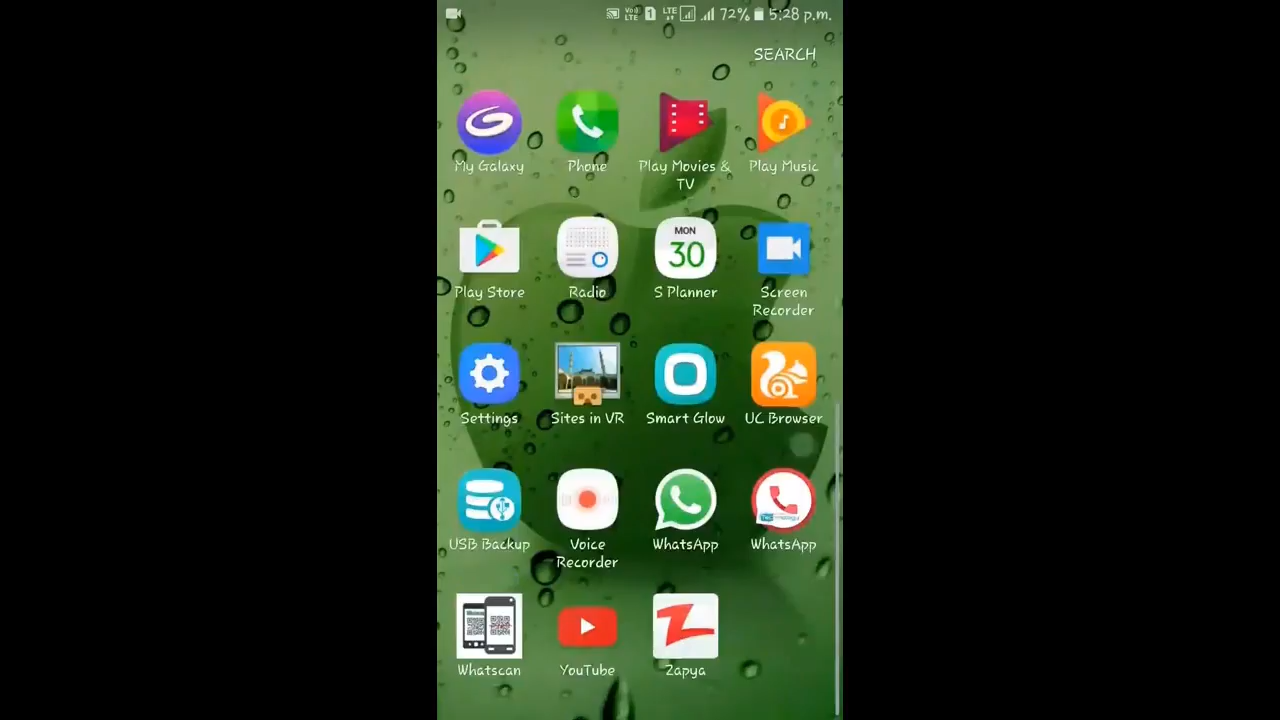 VoLTE 1 LTE 72% 5:28 p.m.
SEARCH
My Galaxy
Phone
Play Movies &
TV
Play Music
MON
30
Play Store
Radio
S Planner
Screen
Recorder
Settings
Sites in VR
Smart Glow
UC Browser
USB Backup
Voice
Recorder
WhatsApp
WhatsApp
Whatscan
YouTube
Zapya